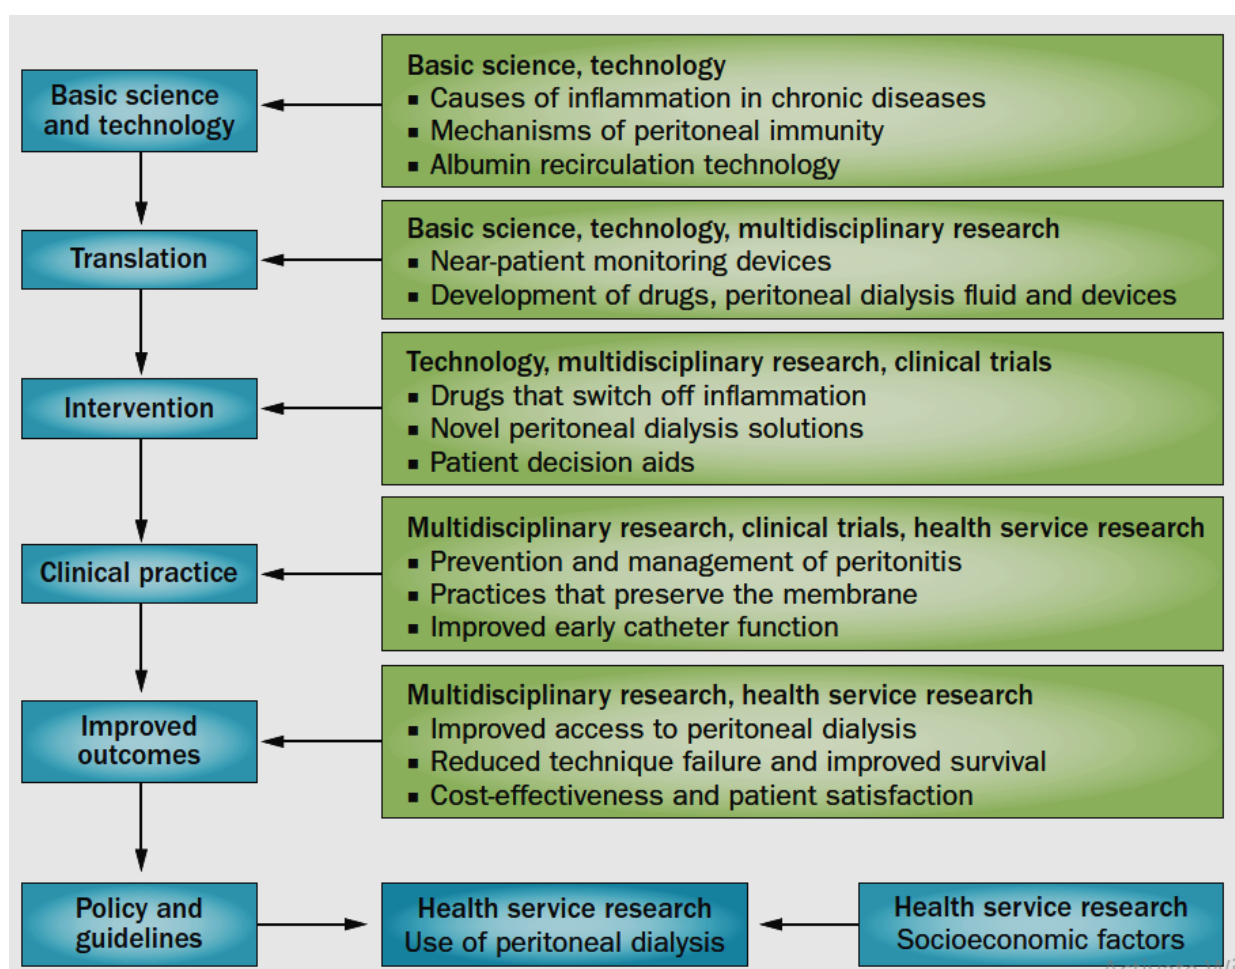 Basic science
and technology
Basic science, technology
▪ Causes of inflammation in chronic diseases
▪ Mechanisms of peritoneal immunity
▪ Albumin recirculation technology
Translation
Basic science, technology, multidisciplinary research
▪ Near-patient monitoring devices
▪ Development of drugs, peritoneal dialysis fluid and devices
Intervention
Technology, multidisciplinary research, clinical trials
▪ Drugs that switch off inflammation
▪ Novel peritoneal dialysis solutions
▪ Patient decision aids
Clinical practice
Multidisciplinary research, clinical trials, health service research
▪ Prevention and management of peritonitis
▪ Practices that preserve the membrane
▪ Improved early catheter function
Improved
outcomes
Multidisciplinary research, health service research
▪ Improved access to peritoneal dialysis
▪ Reduced technique failure and improved survival
▪ Cost-effectiveness and patient satisfaction
Policy and
guidelines
Health service research
Use of peritoneal dialysis
Health service research
Socioeconomic factors